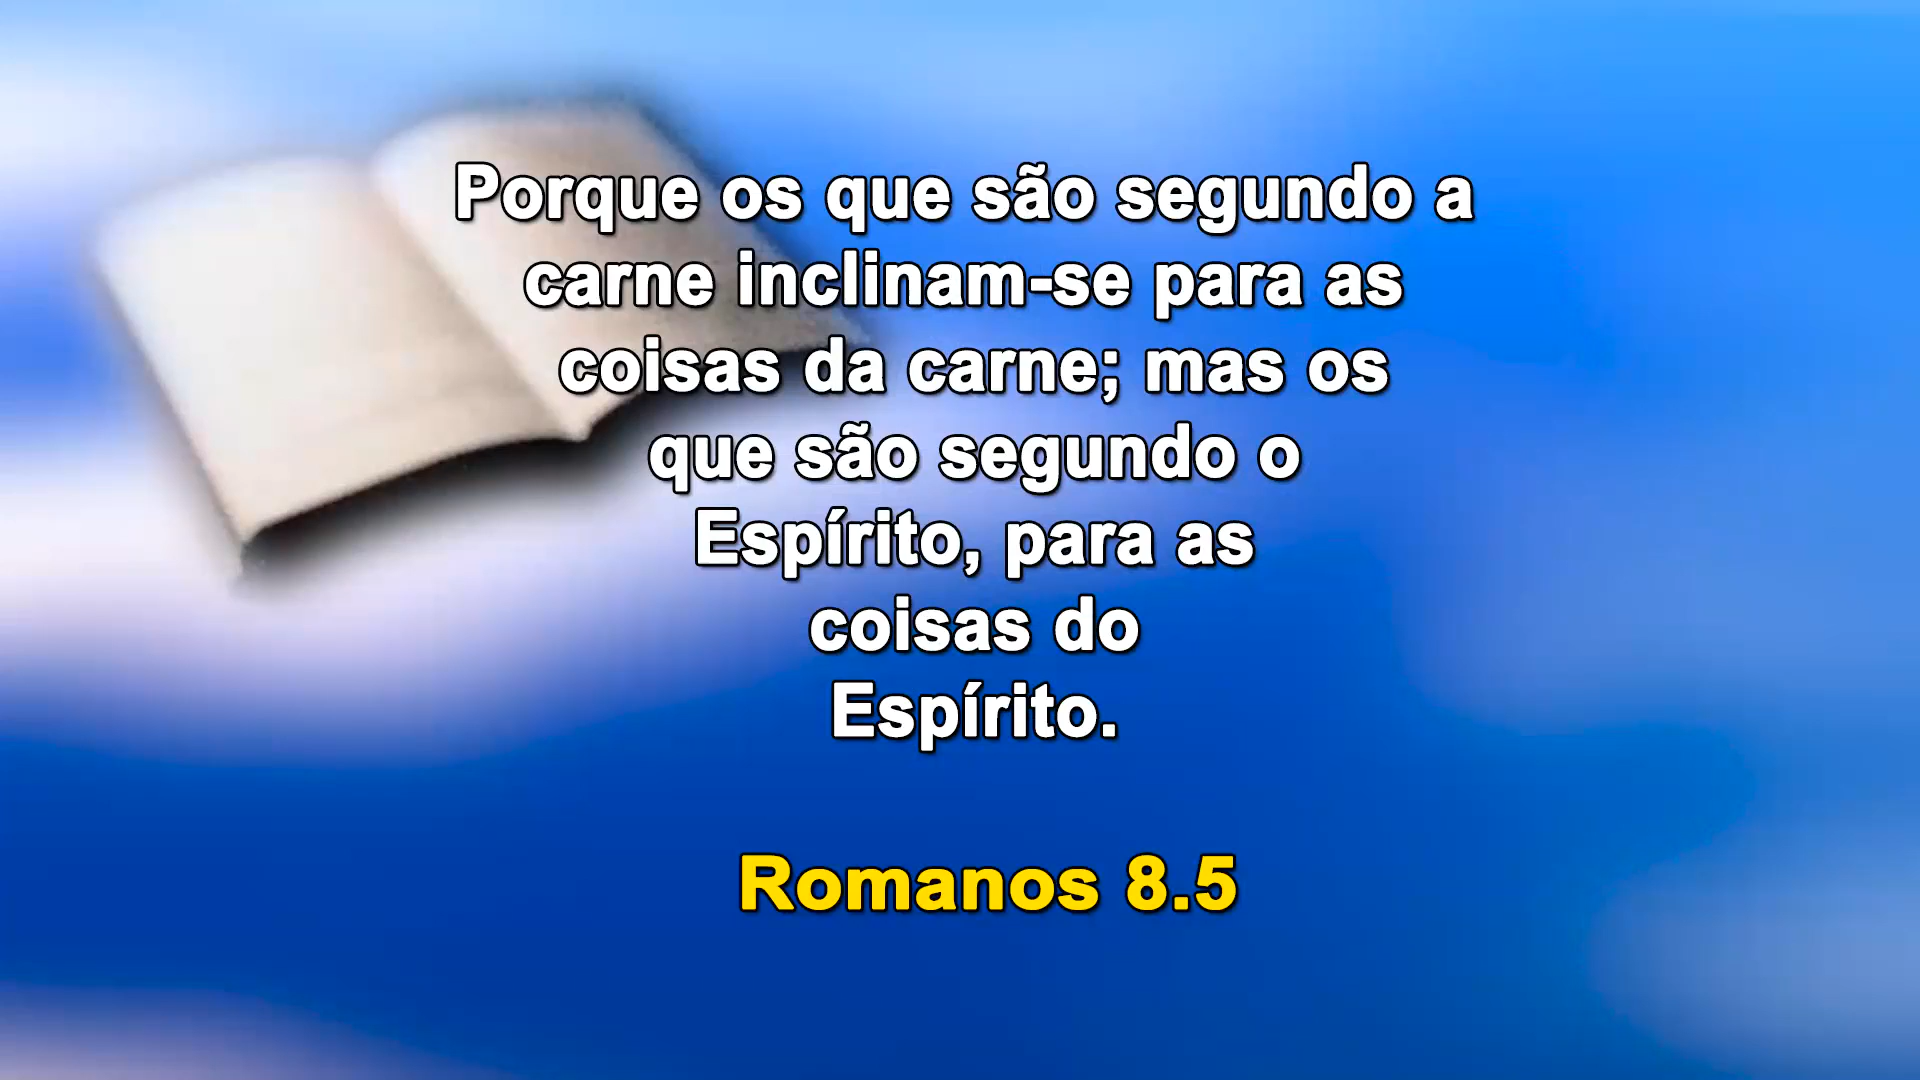 Porque os que são segundo a
carne inclinam-se para as
coisas da carne; mas os
que são segundo o
Espírito, para as
coisas do
Espírito.
Romanos 8.5